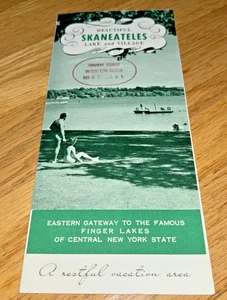 BEAUTIFUL
SKANEATELES
LAKE and VILLAGE
EASTERN GATEWAY TO THE FAMOUS
FINGER LAKES
OF CENTRAL NEW YORK STATE
A restful vacation area